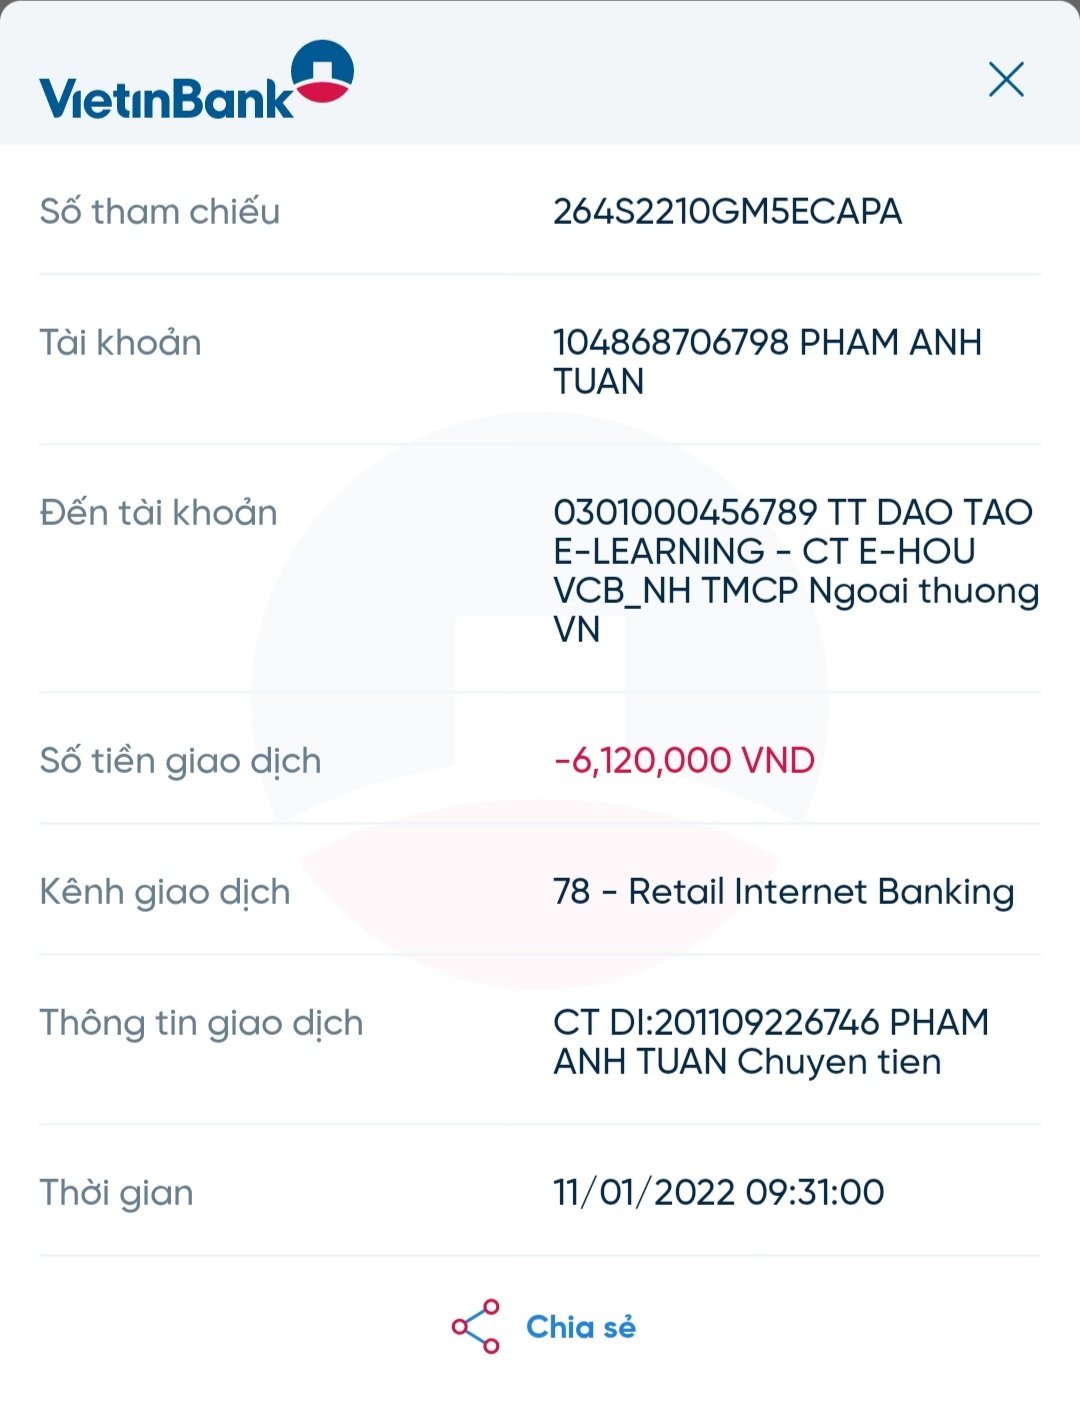 VietinBank
Số tham chiếu
264S2210GM5ECAPA
Tài khoản
104868706798 PHAM ANH
TUAN
Đến tài khoản
0301000456789 TT DAO TAO
E-LEARNING - CT E-HOU
VCB_NH TMCP Ngoai thuong
VN
Số tiền giao dịch
-6,120,000 VND
Kênh giao dịch
78 - Retail Internet Banking
Thông tin giao dịch
CT DI:201109226746 PHAM
ANH TUAN Chuyen tien
Thời gian
11/01/2022 09:31:00
Chia sẻ